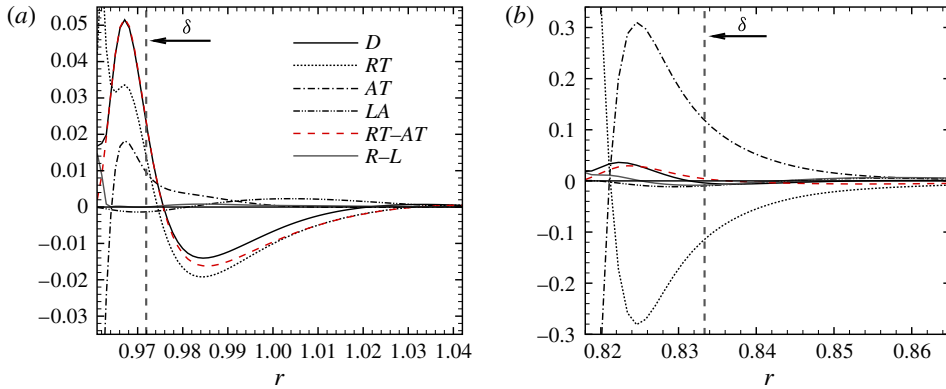 (a)
0.05
0.04
0.03
0.02
0.01
0
−0.01
−0.02
−0.03
δ
D
RT
AT
LA
RT–AT
R–L
0.97 0.98 0.99 1.00 1.01 1.02 1.03 1.04
r
(b)
0.3
0.2
0.1
0
−0.1
−0.2
−0.3
δ
0.82 0.83 0.84 0.85 0.86
r